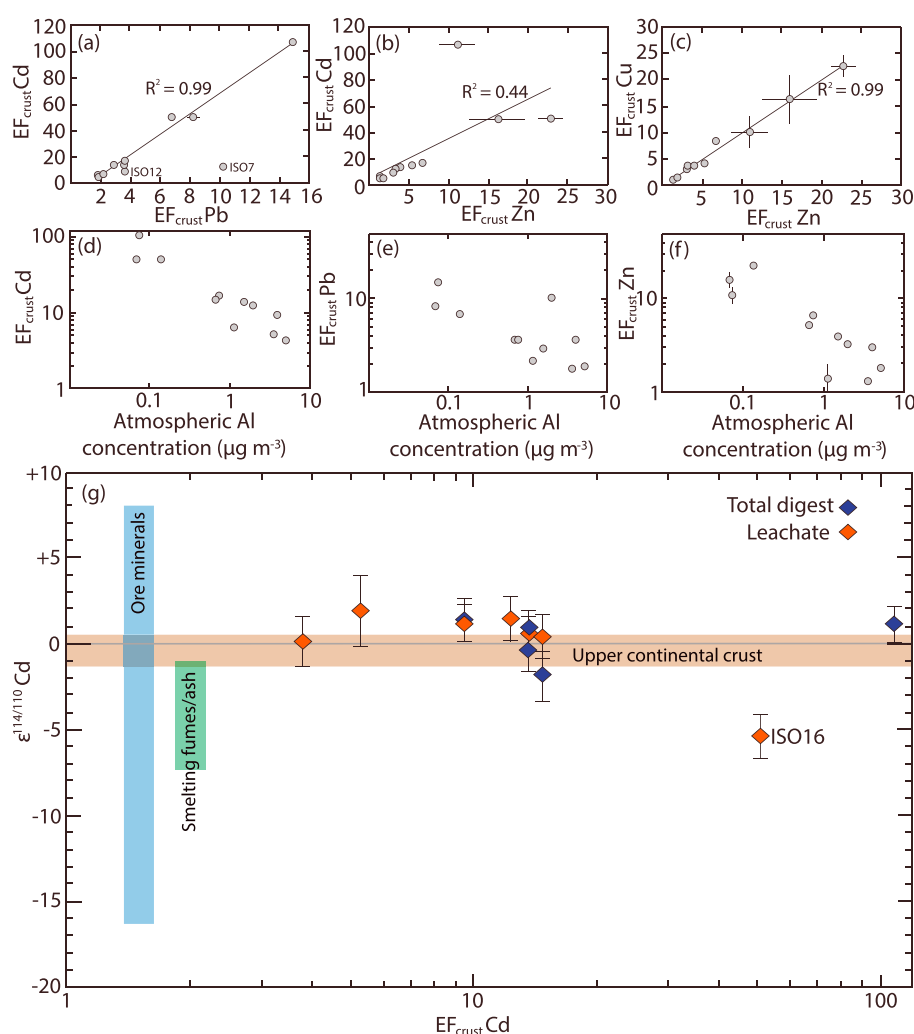 (a)
EFcrustCd
120
100
80
60
40
20
0
R² = 0.99
ISO12
ISO7
2 4 6 8 10 12 14 16
EFcrust Pb
(b)
EFcrust Cd
120
100
80
60
40
20
0
R² = 0.44
5 10 15 20 25 30
EFcrust Zn
(c)
EFcrust Cu
30
25
20
15
10
5
0
R² = 0.99
5 10 15 20 25 30
EFcrust Zn
(d)
EFcrust Cd
100
10
1
0.1 1 10
Atmospheric Al
concentration (µg m-3)
(e)
EFcrust Pb
10
1
0.1 1 10
Atmospheric Al
concentration (µg m-3)
(f)
EFcrust Zn
10
1
0.1 1 10
Atmospheric Al
concentration (µg m-3)
(g)
ε114/110Cd
+10
+5
0
-5
-10
-15
-20
Ore minerals
Smelting fumes/ash
Total digest
Leachate
Upper continental crust
ISO16
1 10 100
EFcrust Cd